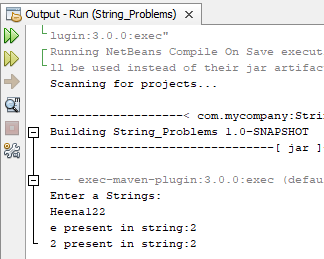 Output - Run (String_Problems)
lugin:3.0.0:exec"
Running NetBeans Compile On Save executi
ll be used instead of their jar artifac
Scanning for projects...
------------------< com.mycompany:Strin
Building String_Problems 1.0-SNAPSHOT
--------------------------------[ jar ]
--- exec-maven-plugin:3.0.0:exec (defau
Enter a Strings:
Heena122
e present in string:2
2 present in string:2